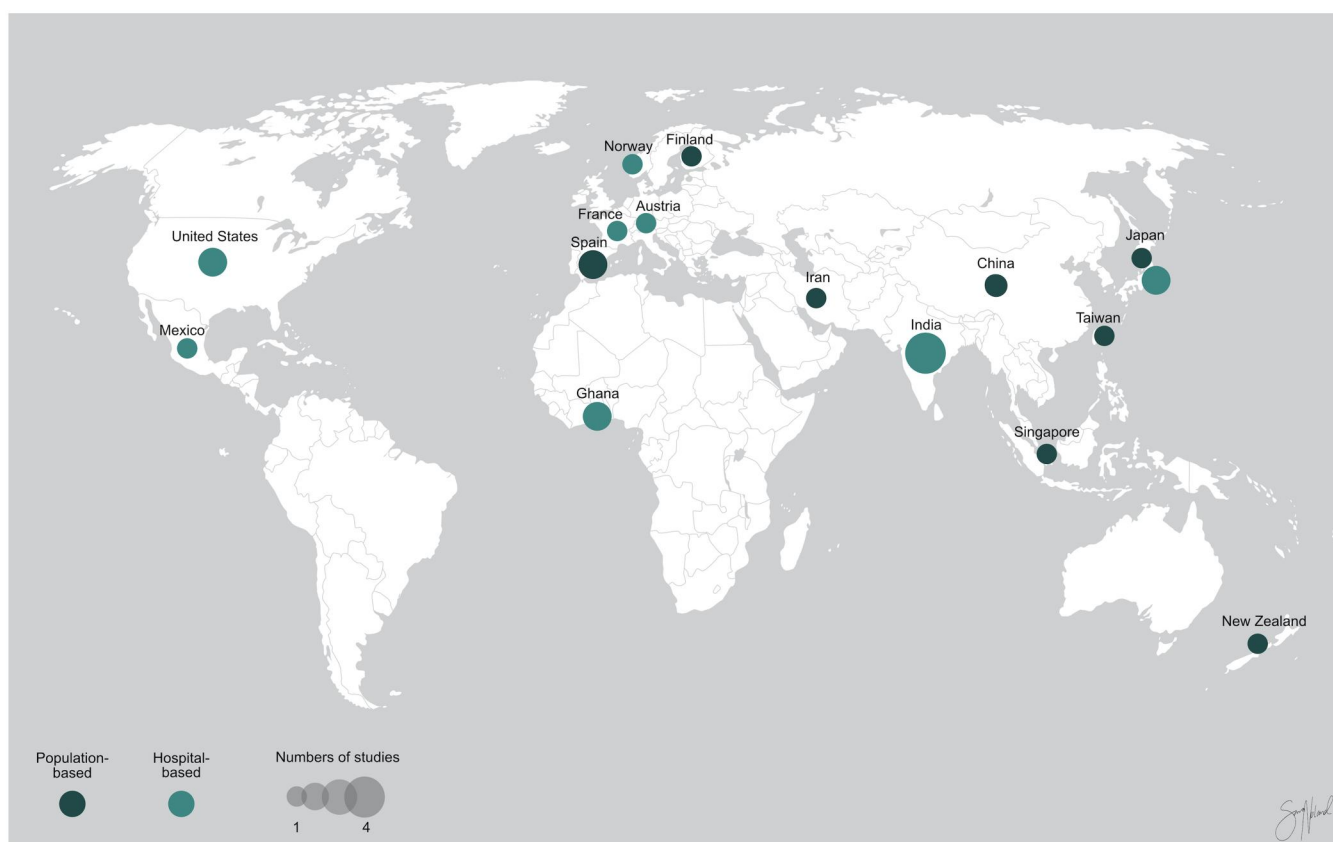 Norway
Finland
France
Austria
United States
Spain
Japan
Iran
China
Mexico
India
Taiwan
Ghana
Singapore
New Zealand
Population-
based
Hospital-
based
Numbers of studies
1
4